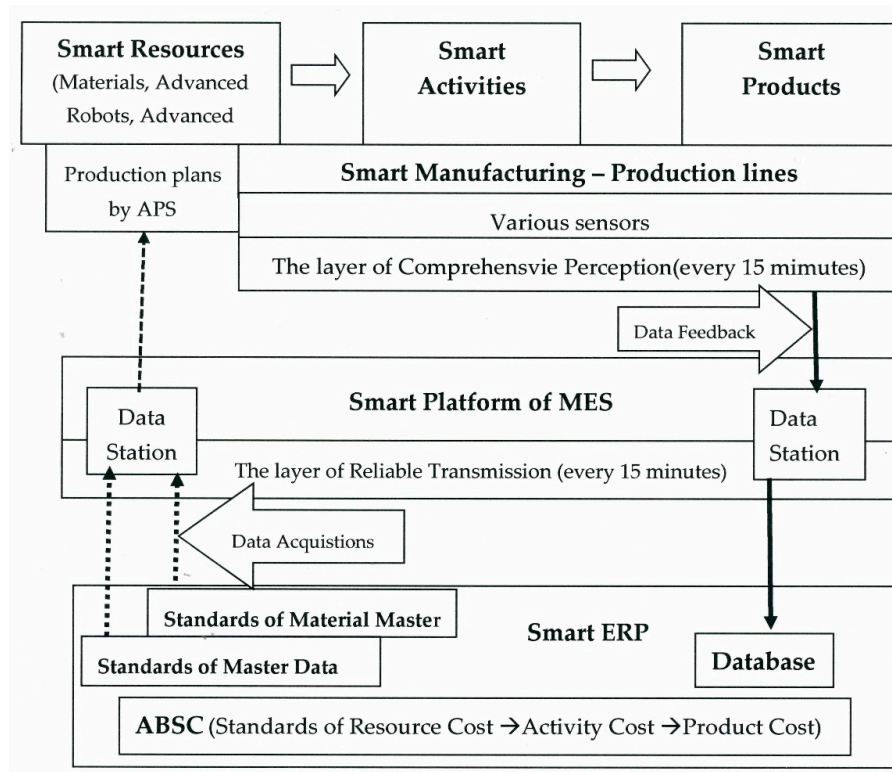 Smart Resources
(Materials, Advanced
Robots, Advanced
Smart
Activities
Smart
Products
Production plans
by APS
Smart Manufacturing – Production lines
Various sensors
The layer of Comprehensvie Perception(every 15 mimutes)
Data Feedback
Smart Platform of MES
Data
Station
Data
Station
The layer of Reliable Transmission (every 15 minutes)
Data Acquistions
Standards of Material Master
Smart ERP
Standards of Master Data
Database
ABSC (Standards of Resource Cost →Activity Cost →Product Cost)